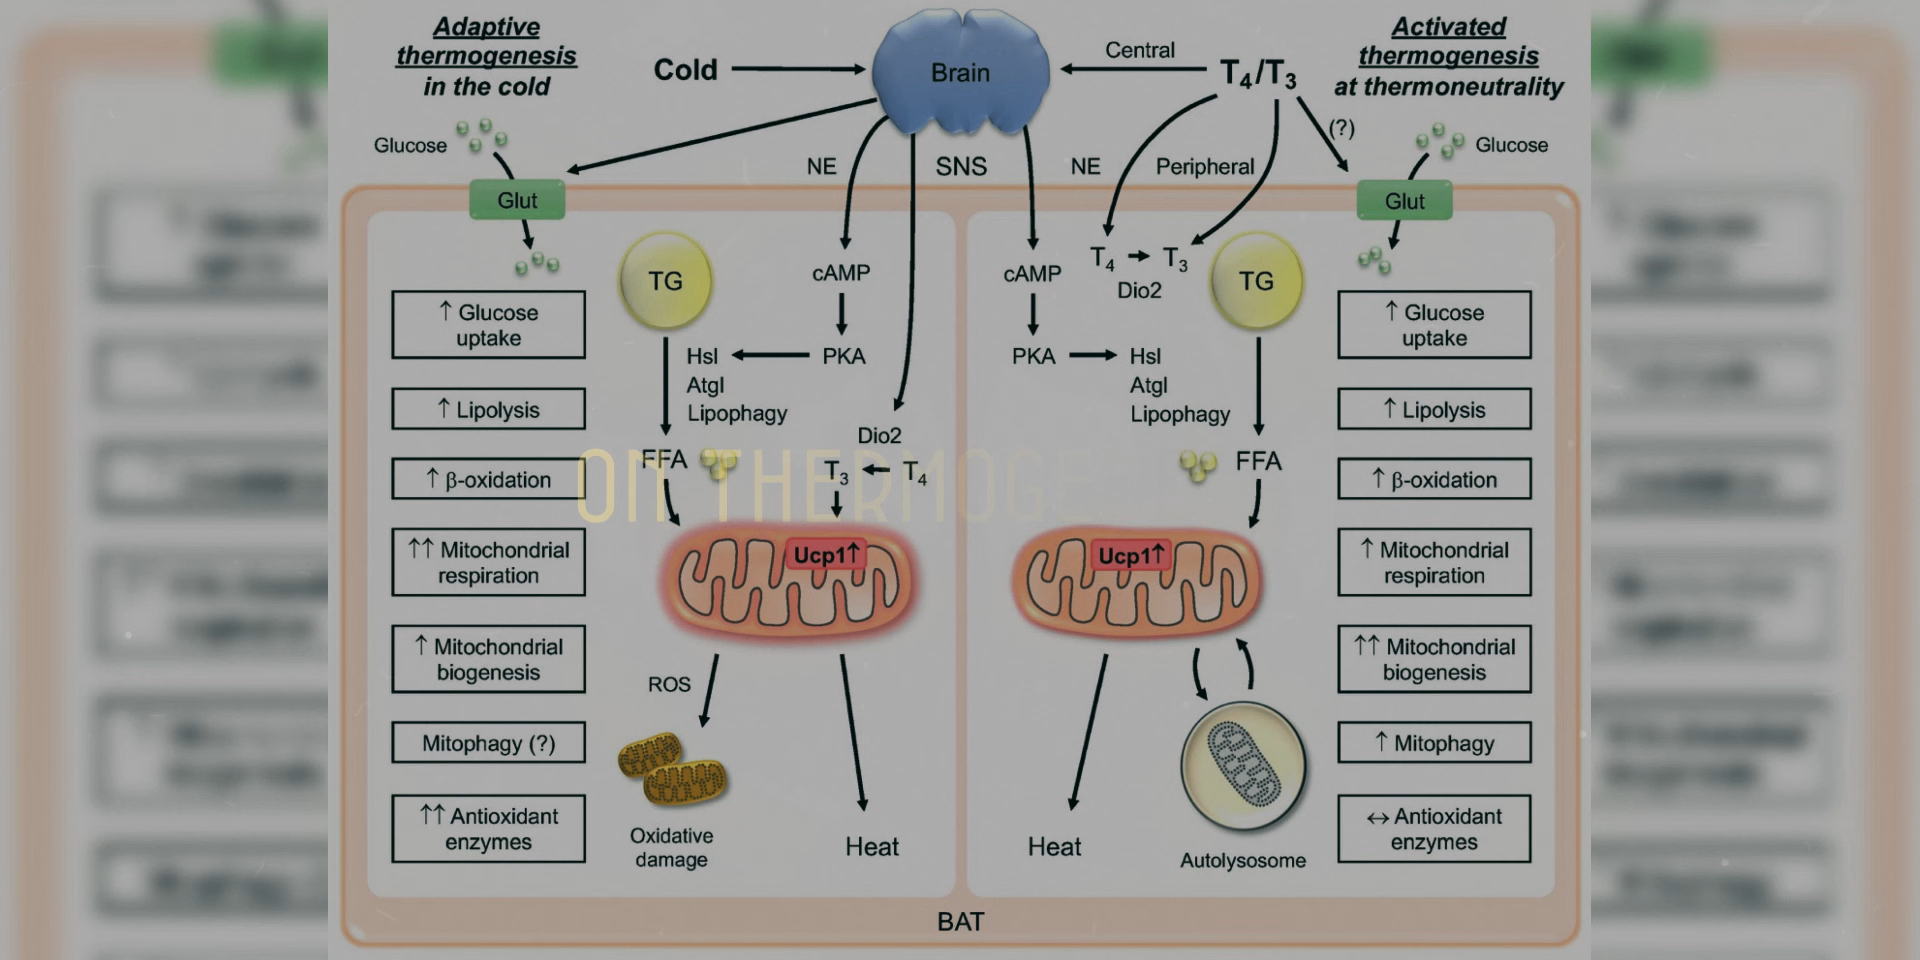 Adaptive
thermogenesis
in the cold
Cold
Brain
Central
T4/T3
Activated
thermogenesis
at thermoneutrality
Glucose
NE
SNS
NE
Peripheral
(?)
Glucose
Glut
Glut
TG
cAMP
cAMP
T4
T3
Dio2
TG
↑ Glucose
uptake
Hsl
PKA
Atgl
Lipophagy
PKA
Hsl
Atgl
Lipophagy
↑ Glucose
uptake
↑ Lipolysis
↑ Lipolysis
Dio2
FFA
T3
T4
FFA
ON THERMOGE
↑ β-oxidation
↑ β-oxidation
↑↑ Mitochondrial
respiration
Ucp1↑
Ucp1↑
↑ Mitochondrial
respiration
↑ Mitochondrial
biogenesis
ROS
↑↑ Mitochondrial
biogenesis
Mitophagy (?)
↑ Mitophagy
↑↑ Antioxidant
enzymes
Oxidative
damage
Heat
Heat
Autolysosome
↔ Antioxidant
enzymes
BAT